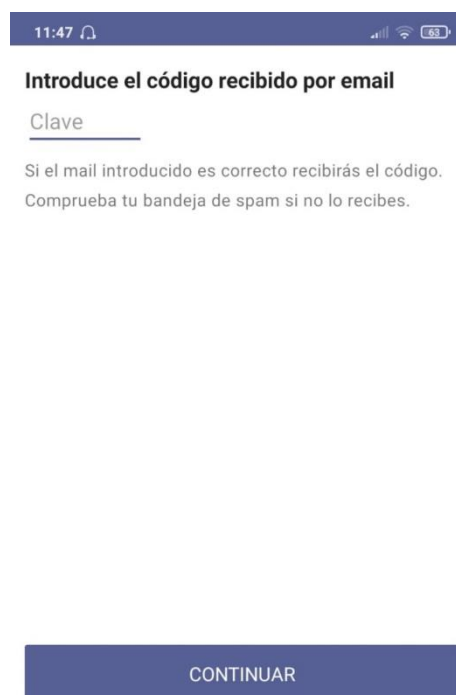 11:47
63
Introduce el código recibido por email
Clave
Si el mail introducido es correcto recibirás el código.
Comprueba tu bandeja de spam si no lo recibes.
CONTINUAR